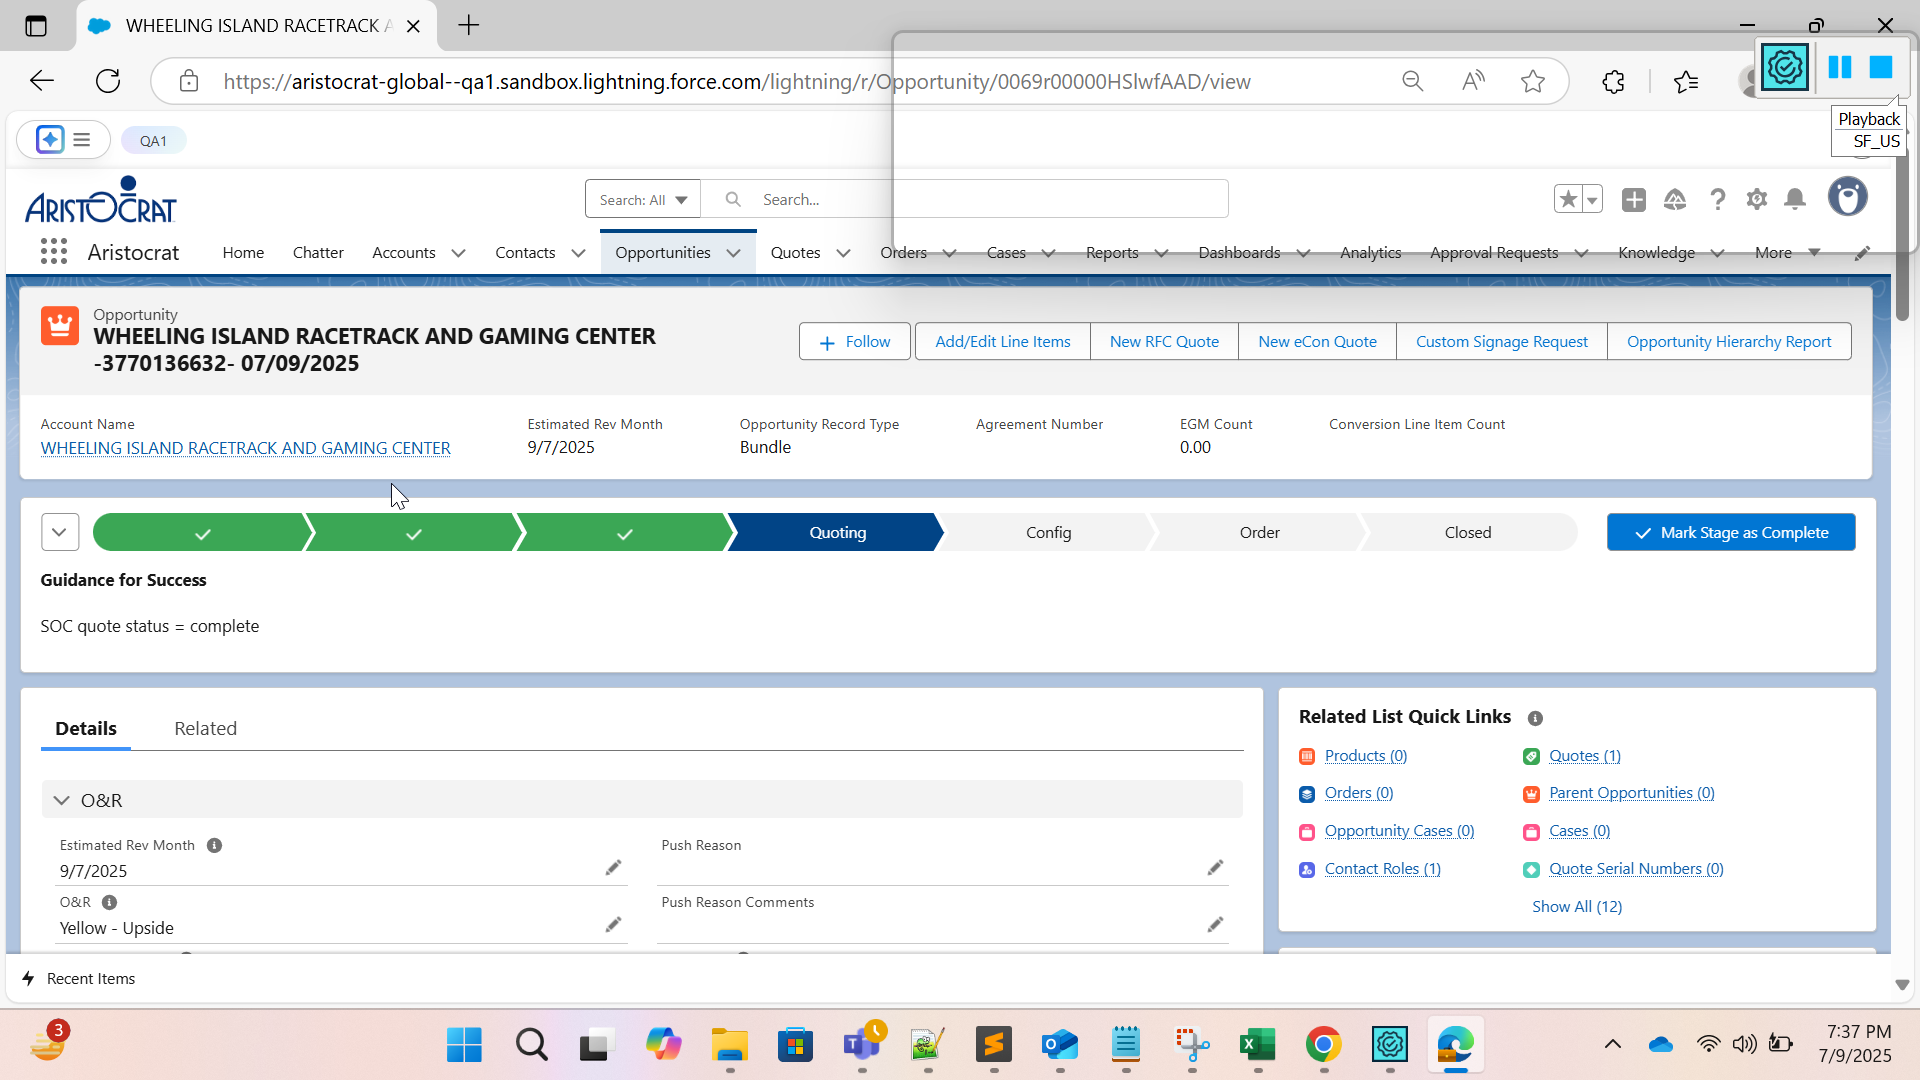 WHEELING ISLAND RACETRACK A
https://aristocrat-global--qa1.sandbox.lightning.force.com/lightning/r/Opportunity/0069r00000HSlwfAAD/view
Playback
SF_US
QA1
ARISTOCRAT
Search: All
Search...
Aristocrat
Home
Chatter
Accounts
Contacts
Opportunities
Quotes
Orders
Cases
Reports
Dashboards
Analytics
Approval Requests
Knowledge
More
Opportunity
WHEELING ISLAND RACETRACK AND GAMING CENTER
-3770136632- 07/09/2025
Follow
Add/Edit Line Items
New RFC Quote
New eCon Quote
Custom Signage Request
Opportunity Hierarchy Report
Account Name
WHEELING ISLAND RACETRACK AND GAMING CENTER
Estimated Rev Month
9/7/2025
Opportunity Record Type
Bundle
Agreement Number
EGM Count
0.00
Conversion Line Item Count
Quoting
Config
Order
Closed
Mark Stage as Complete
Guidance for Success
SOC quote status = complete
Details
Related
O&R
Estimated Rev Month
9/7/2025
Push Reason
O&R
Yellow - Upside
Push Reason Comments
Related List Quick Links
Products (0)
Quotes (1)
Orders (0)
Parent Opportunities (0)
Opportunity Cases (0)
Cases (0)
Contact Roles (1)
Quote Serial Numbers (0)
Show All (12)
Recent Items
3
7:37 PM
7/9/2025